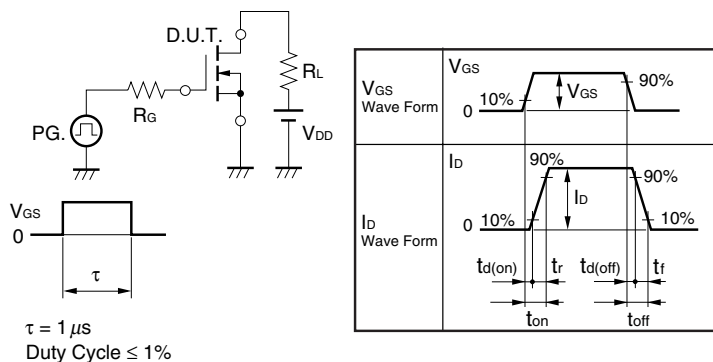 D.U.T.
RL
RG
PG.
VDD
VGS
0
τ
τ = 1 μs
Duty Cycle ≤ 1%
VGS
Wave Form
VGS
10%
0
VGS
90%
ID
Wave Form
ID
90%
90%
0
10%
ID
10%
td(on)
tr
td(off)
tf
ton
toff